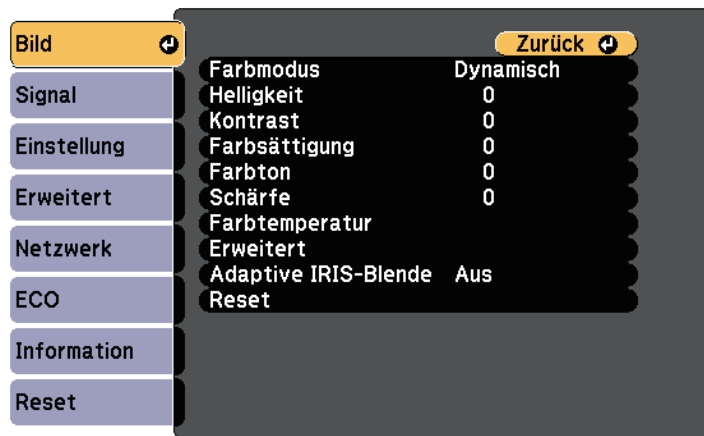 Bild
Signal
Einstellung
Erweitert
Netzwerk
ECO
Information
Reset
Zurück
Farbmodus Dynamisch
Helligkeit 0
Kontrast 0
Farbsättigung 0
Farbton 0
Schärfe 0
Farbtemperatur
Erweitert
Adaptive IRIS-Blende Aus
Reset